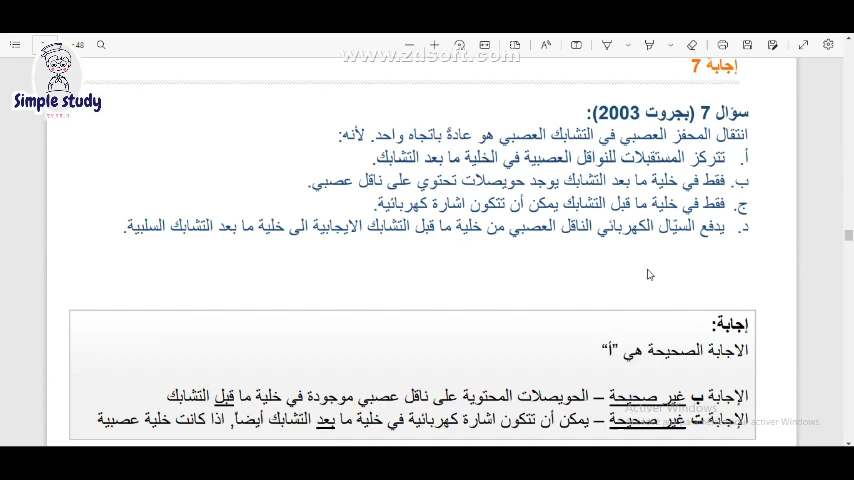 48
www.zdsoft.com
Simple study
إجابة 7
سؤال 7 (بجروت 2003):
انتقال المحفز العصبي في التشابك العصبي هو عادةً باتجاه واحد. لأنه:
أ. تتركز المستقبلات للنواقل العصبية في الخلية ما بعد التشابك.
ب. فقط في خلية ما بعد التشابك يوجد حويصلات تحتوي على ناقل عصبي.
ج. فقط في خلية ما قبل التشابك يمكن أن تتكون اشارة كهربائية.
د. يدفع السيّال الكهربائي الناقل العصبي من خلية ما قبل التشابك الايجابية الى خلية ما بعد التشابك السلبية.
إجابة:
الاجابة الصحيحة هي "أ"
الإجابة ب غير صحيحة – الحويصلات المحتوية على ناقل عصبي موجودة في خلية ما قبل التشابك
Activer Windows
الإجابة ت غير صحيحة – يمكن أن تتكون اشارة كهربائية في خلية ما بعد التشابك أيضاً, اذا كانت خلية عصبية
activer Windows.